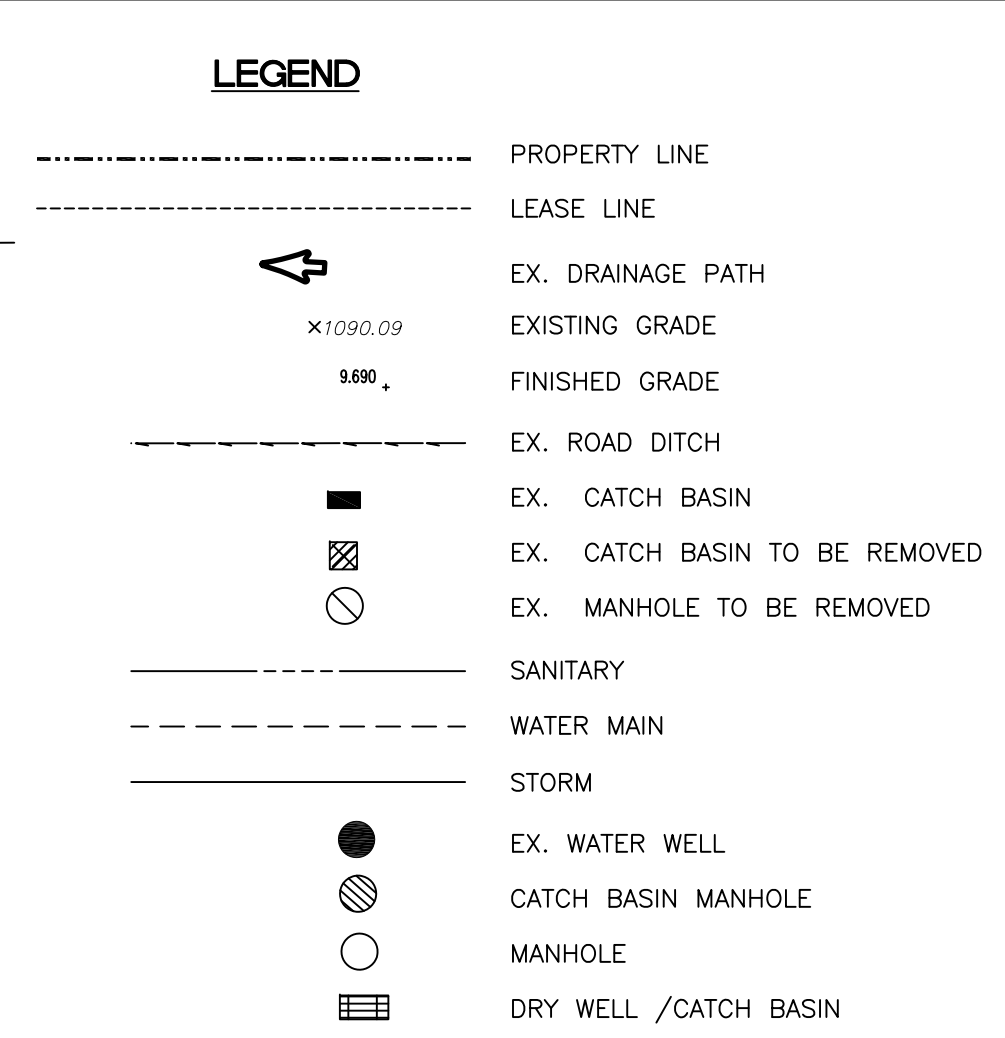 LEGEND
PROPERTY LINE
LEASE LINE
EX. DRAINAGE PATH
×1090.09 EXISTING GRADE
9.690 + FINISHED GRADE
EX. ROAD DITCH
EX. CATCH BASIN
EX. CATCH BASIN TO BE REMOVED
EX. MANHOLE TO BE REMOVED
SANITARY
WATER MAIN
STORM
EX. WATER WELL
CATCH BASIN MANHOLE
MANHOLE
DRY WELL /CATCH BASIN